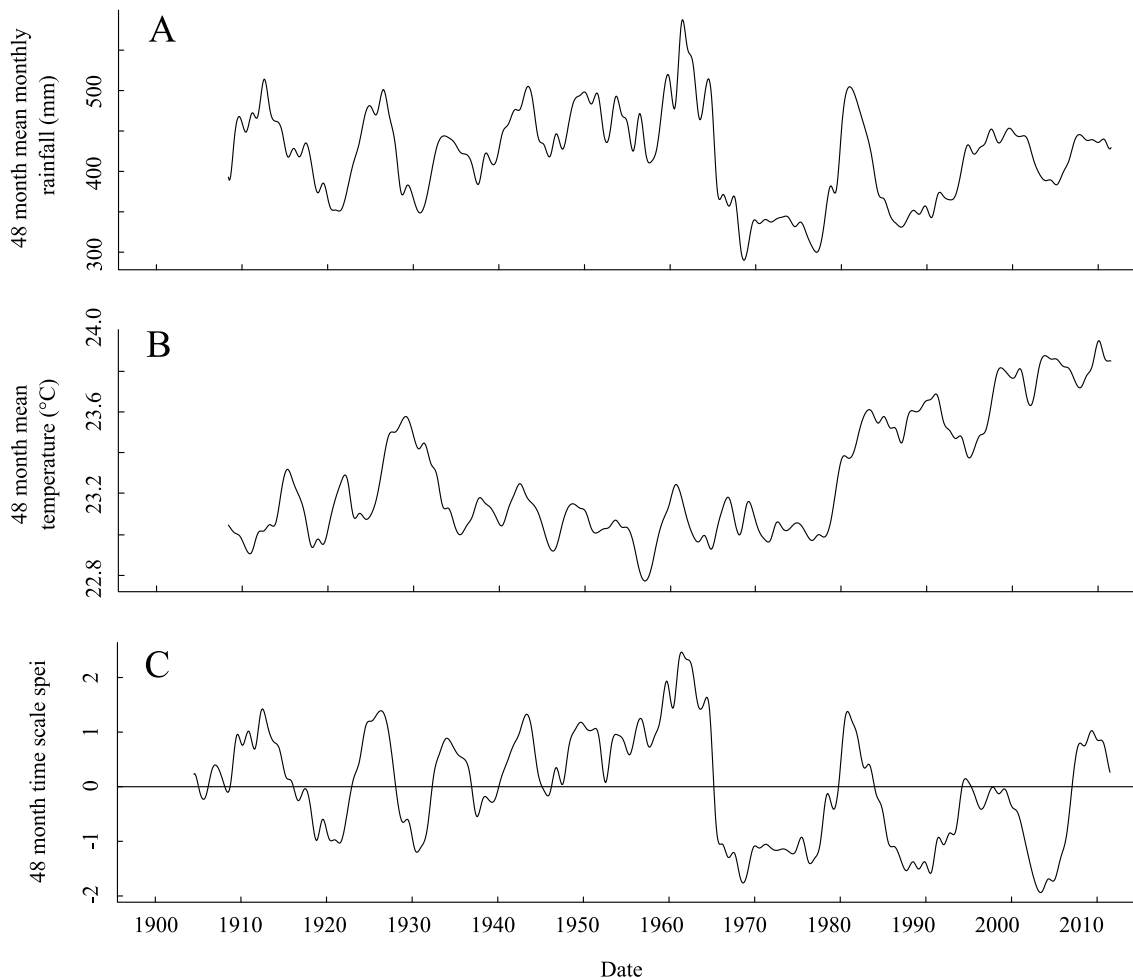 A
48 month mean monthly
rainfall (mm)
500
400
300
B
48 month mean
temperature (°C)
24.0
23.6
23.2
22.8
C
48 month time scale spei
2
1
0
-1
-2
1900 1910 1920 1930 1940 1950 1960 1970 1980 1990 2000 2010
Date